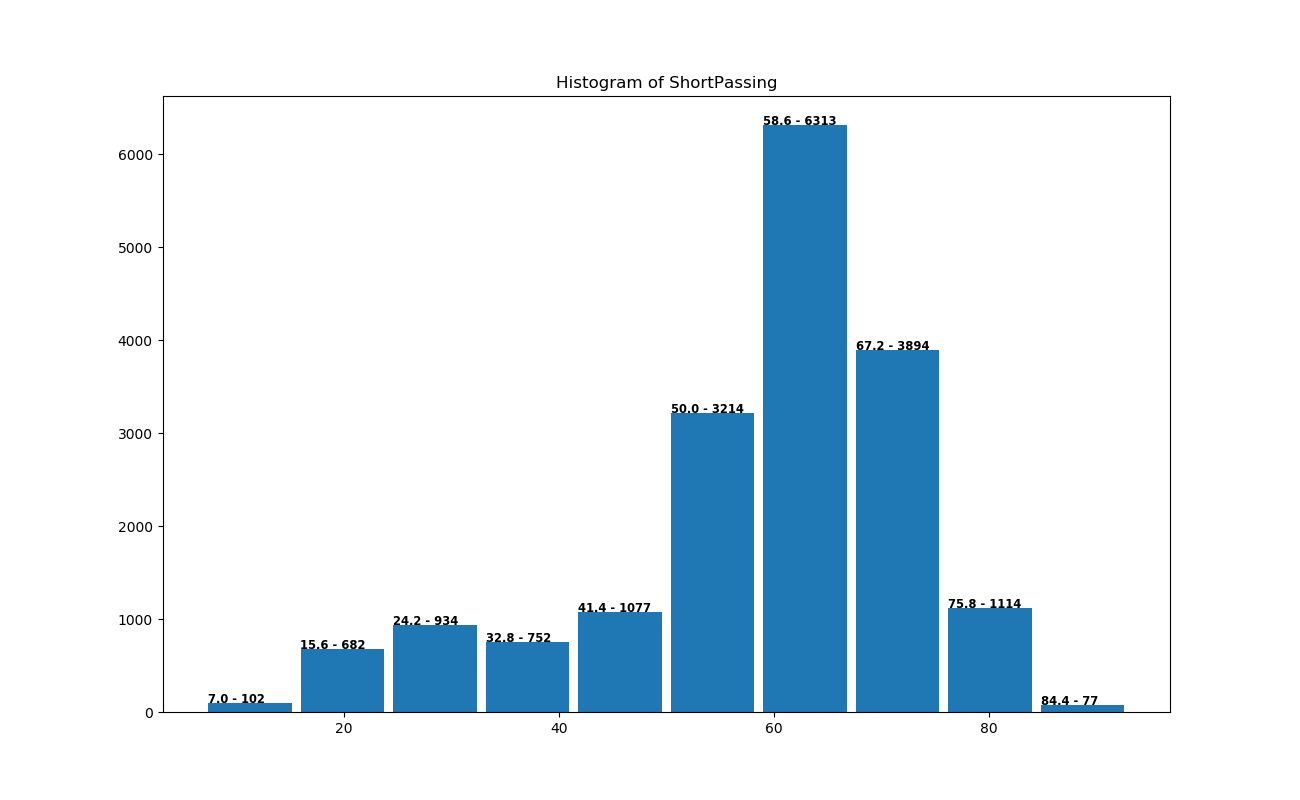 Histogram of ShortPassing
58.6 - 6313
6000
5000
4000
67.2 - 3894
50.0 - 3214
3000
2000
1000
41.4 - 1077
75.8 - 1114
24.2 - 934
32.8 - 752
15.6 - 682
7.0 - 102
84.4 - 77
0
20 40 60 80